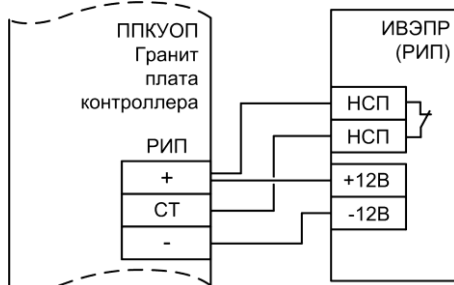 ППКУОП
Гранит
плата
контроллера
РИП
+
СТ
-
ИВЭПР
(РИП)
НСП
НСП
+12В
-12В